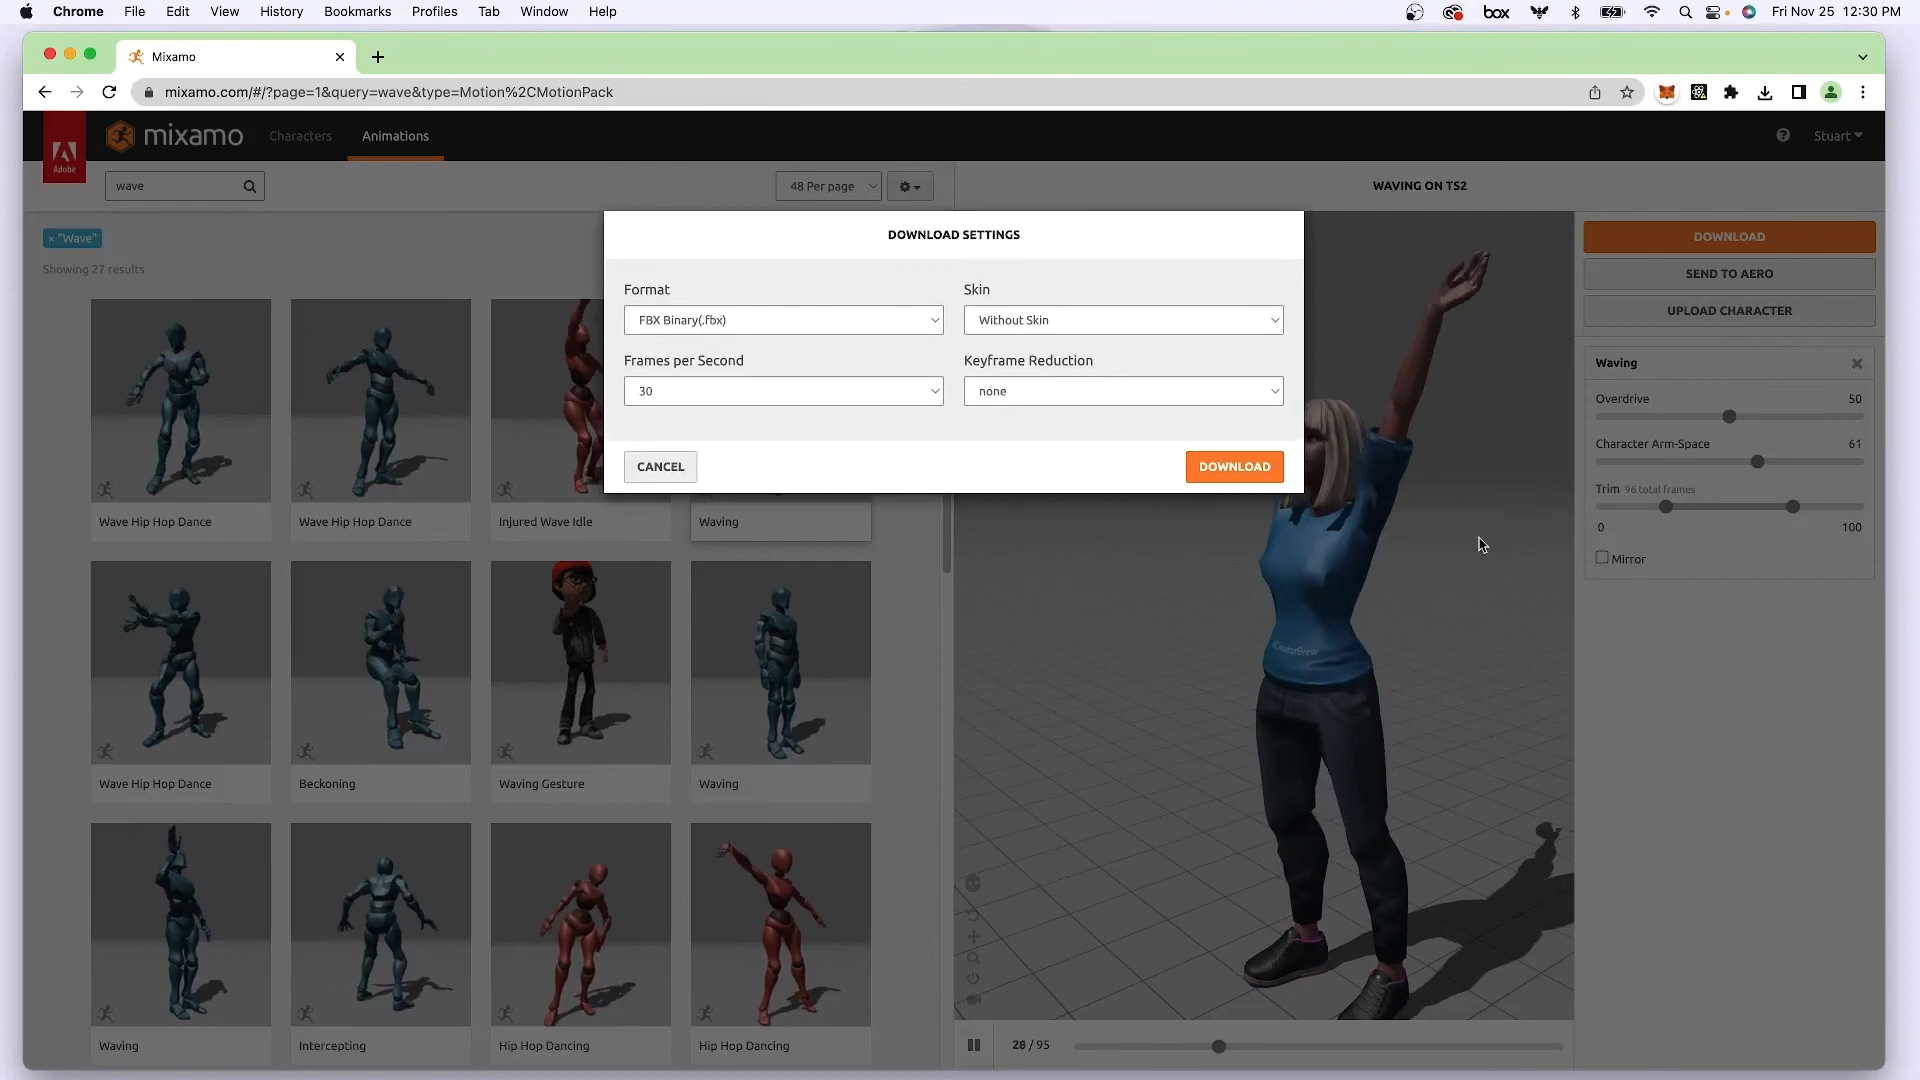 Chrome File Edit View History Bookmarks Profiles Tab Window Help box Fri Nov 25 12:30 PM
Mixamo
mixamo.com/#/?page=1&query=wave&type=Motion%2CMotionPack
Adobe
mixamo Characters Animations Stuart
wave 48 Per page WAVING ON TS2
× "Wave"
Showing 27 results
DOWNLOAD SETTINGS
Format Skin
FBX Binary(.fbx) Without Skin
Frames per Second Keyframe Reduction
30 none
CANCEL DOWNLOAD
DOWNLOAD
SEND TO AERO
UPLOAD CHARACTER
Waving
Overdrive 50
Character Arm-Space 61
Trim 96 total frames
0 100
Mirror
Wave Hip Hop Dance Wave Hip Hop Dance Injured Wave Idle Waving
Wave Hip Hop Dance Beckoning Waving Gesture Waving
Waving Intercepting Hip Hop Dancing Hip Hop Dancing
/ 95